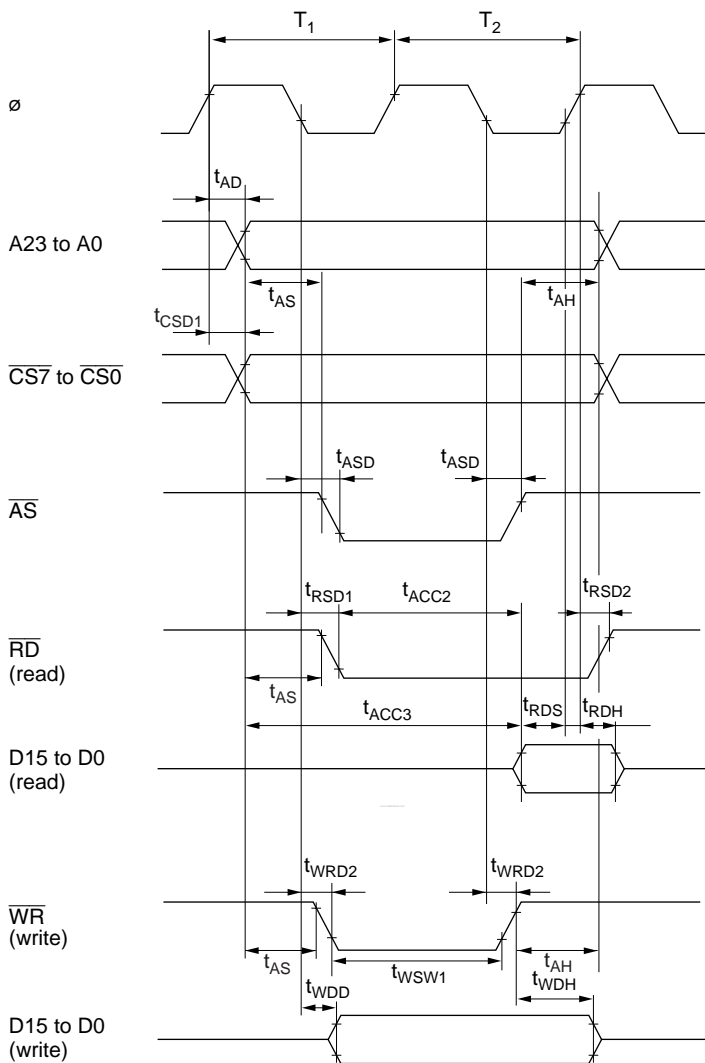 T1 T2
ø
tAD
A23 to A0
tAS tAH
tCSD1
CS7 to CS0
tASD tASD
AS
tRSD1 tACC2 tRSD2
RD
(read)
tAS
tACC3 tRDS tRDH
D15 to D0
(read)
tWRD2 tWRD2
WR
(write)
tAS tWSW1 tAH
tWDD tWDH
D15 to D0
(write)